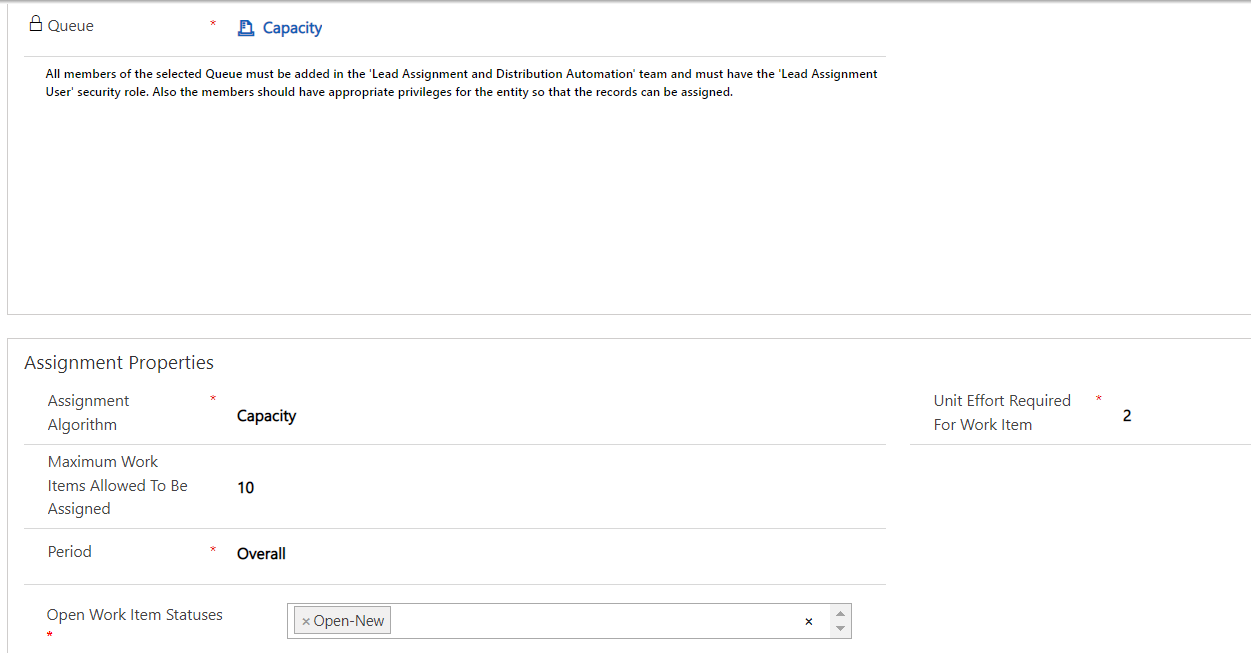 Queue * Capacity
All members of the selected Queue must be added in the 'Lead Assignment and Distribution Automation' team and must have the 'Lead Assignment
User' security role. Also the members should have appropriate privileges for the entity so that the records can be assigned.
Assignment Properties
Assignment * Capacity
Algorithm
Unit Effort Required * 2
For Work Item
Maximum Work
Items Allowed To Be 10
Assigned
Period * Overall
Open Work Item Statuses × Open-New ×
*